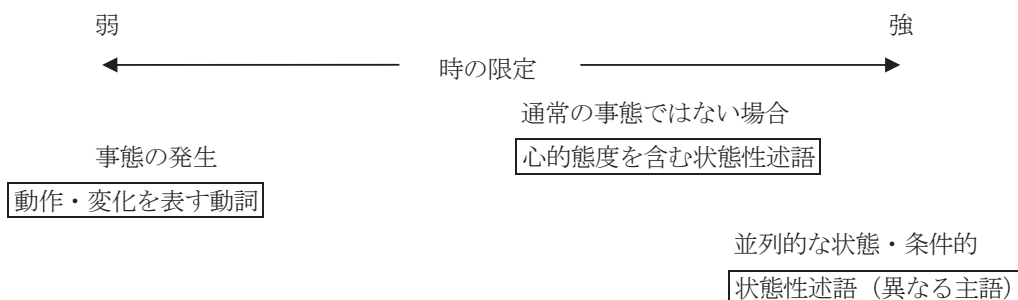 弱 強
時の限定
通常の事態ではない場合
事態の発生 心的態度を含む状態性述語
動作・変化を表す動詞
並列的な状態・条件的
状態性述語（異なる主語）